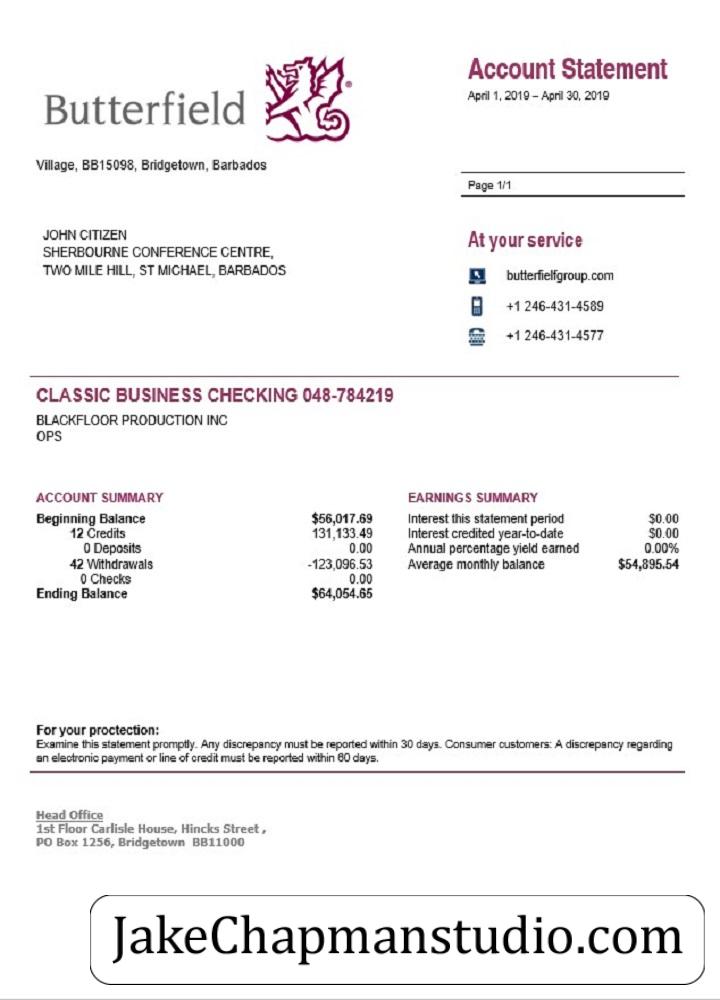 Butterfield
Account Statement
April 1, 2019 – April 30, 2019
Village, BB15098, Bridgetown, Barbados
Page 1/1
JOHN CITIZEN
SHERBOURNE CONFERENCE CENTRE,
TWO MILE HILL, ST MICHAEL, BARBADOS
At your service
butterfielfgroup.com
+1 246-431-4589
+1 246-431-4577
CLASSIC BUSINESS CHECKING 048-784219
BLACKFLOOR PRODUCTION INC
OPS
ACCOUNT SUMMARY
Beginning Balance $56,017.69
12 Credits 131,133.49
0 Deposits 0.00
42 Withdrawals -123,096.53
0 Checks 0.00
Ending Balance $64,054.65
EARNINGS SUMMARY
Interest this statement period $0.00
Interest credited year-to-date $0.00
Annual percentage yield earned 0.00%
Average monthly balance $54,895.54
For your proctection:
Examine this statement promptly. Any discrepancy must be reported within 30 days. Consumer customers: A discrepancy regarding
an electronic payment or line of credit must be reported within 60 days.
Head Office
1st Floor Carlisle House, Hincks Street ,
PO Box 1256, Bridgetown BB11000
JakeChapmanstudio.com